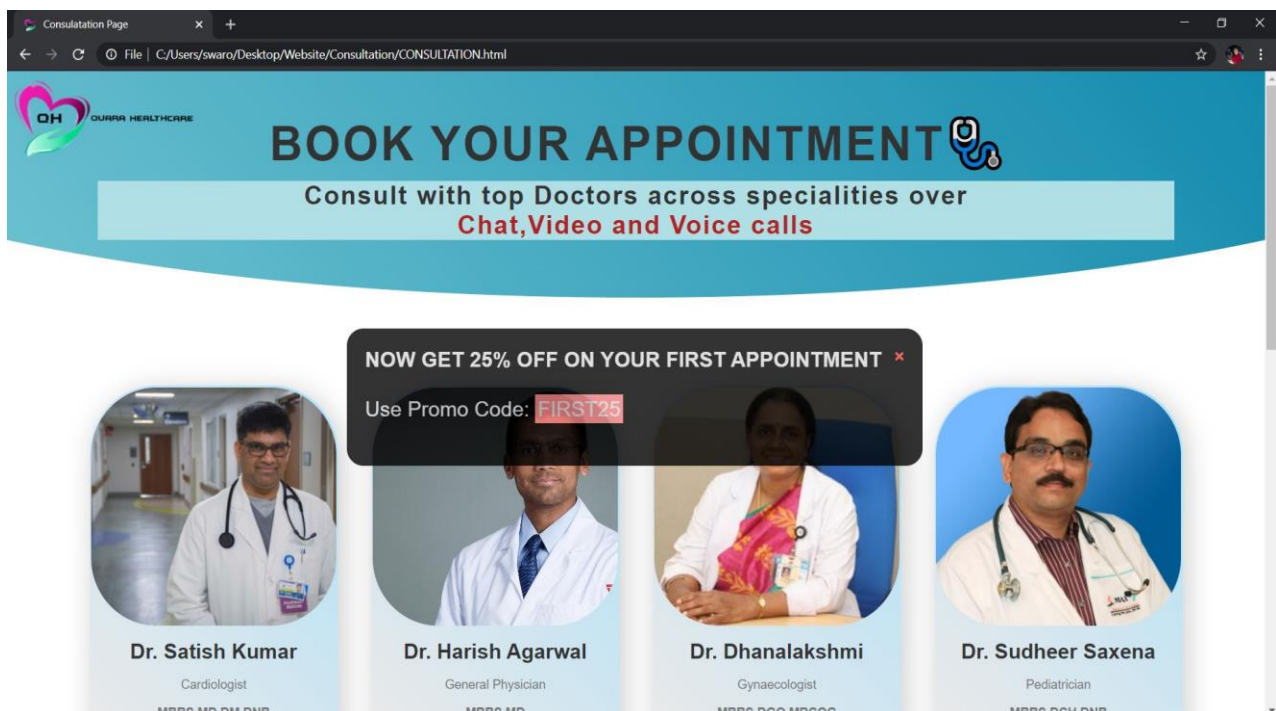 Consulatation Page
File | C:/Users/swaro/Desktop/Website/Consultation/CONSULTATION.html
QH
QURRA HEALTHCARE
BOOK YOUR APPOINTMENT
Consult with top Doctors across specialities over
Chat,Video and Voice calls
NOW GET 25% OFF ON YOUR FIRST APPOINTMENT ×
Use Promo Code: FIRST25
Dr. Satish Kumar
Cardiologist
Dr. Harish Agarwal
General Physician
Dr. Dhanalakshmi
Gynaecologist
Dr. Sudheer Saxena
Pediatrician